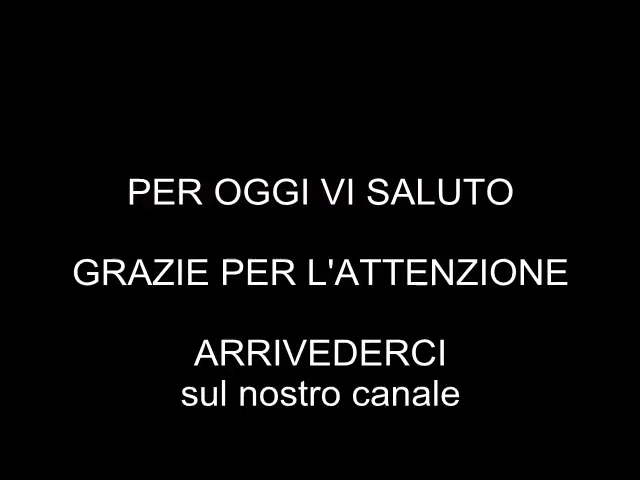 PER OGGI VI SALUTO
GRAZIE PER L'ATTENZIONE
ARRIVEDERCI
sul nostro canale